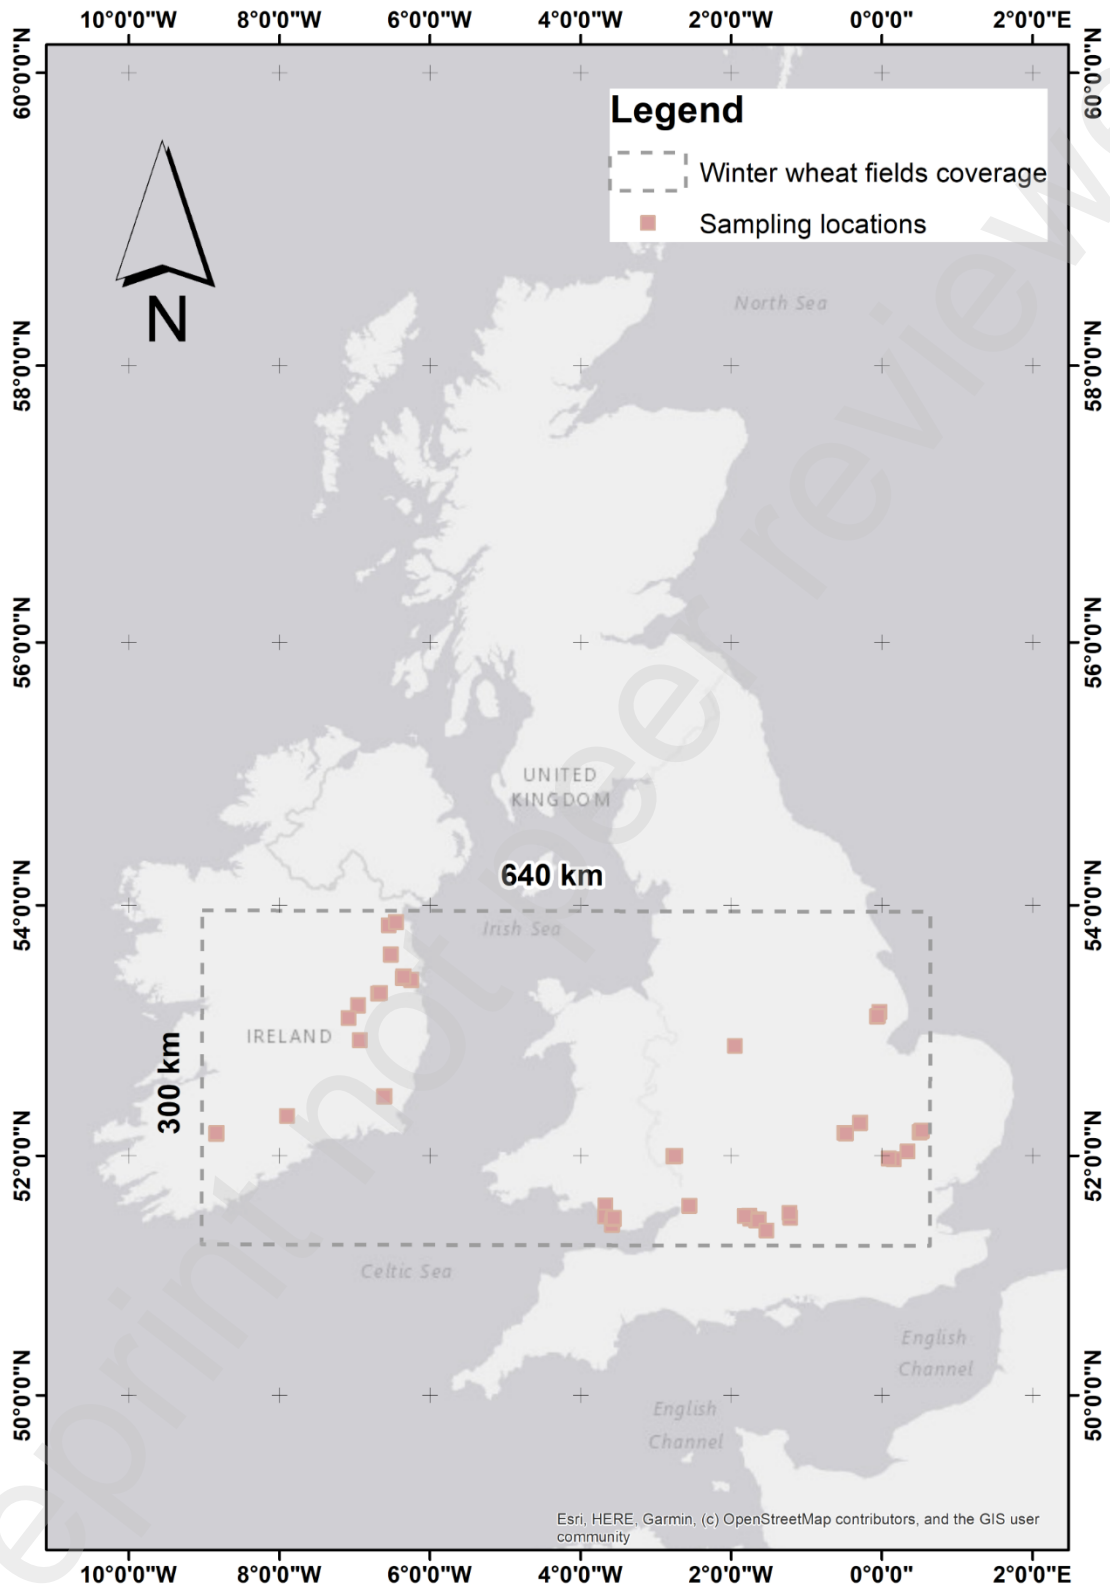 10°0'0"W 8°0'0"W 6°0'0"W 4°0'0"W 2°0'0"W 0°0'0" 2°0'0"E
60°0'0"N
60°0'0"N
Legend
Winter wheat fields coverage
Sampling locations
N
North Sea
58°0'0"N
58°0'0"N
56°0'0"N
56°0'0"N
UNITED
KINGDOM
640 km
54°0'0"N
54°0'0"N
Irish Sea
IRELAND
300 km
52°0'0"N
52°0'0"N
Celtic Sea
English
Channel
50°0'0"N
50°0'0"N
English
Channel
Esri, HERE, Garmin, (c) OpenStreetMap contributors, and the GIS user
community
10°0'0"W 8°0'0"W 6°0'0"W 4°0'0"W 2°0'0"W 0°0'0" 2°0'0"E
eprint not peer reviewe